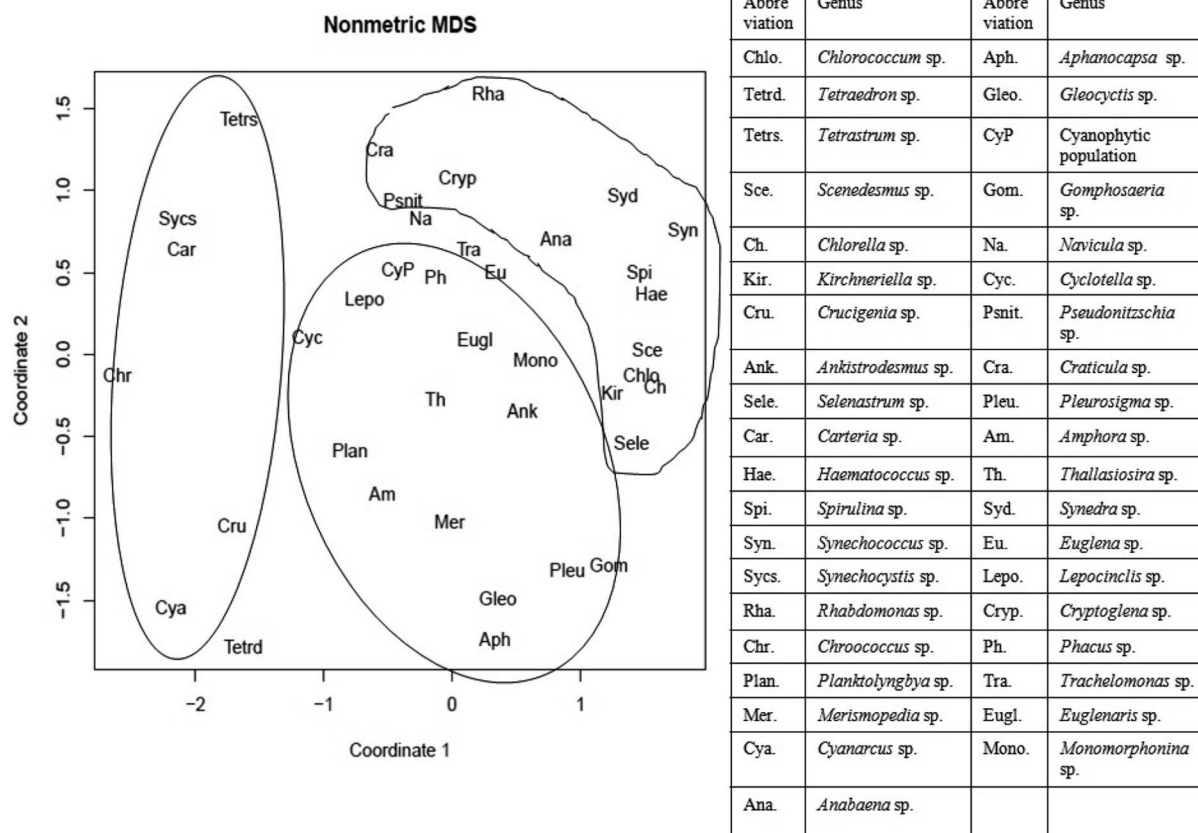 Nonmetric MDS
Coordinate 2
1.5
1.0
0.5
0.0
−0.5
−1.0
−1.5
Rha
Tetrs
Cra
Cryp
Psnit
Syd
Sycs
Na
Syn
Car
Tra
Ana
CyP
Ph
Eu
Spi
Lepo
Hae
Cyc
Eugl
Mono
Sce
Chr
Chlo
Ch
Kir
Th
Ank
Sele
Plan
Am
Mer
Cru
Pleu
Gom
Cya
Gleo
Tetrd
Aph
−2
−1
0
1
Coordinate 1
Abbre viation Genus Abbre viation Genus
Chlo. Chlorococcum sp. Aph. Aphanocapsa sp.
Tetrd. Tetraedron sp. Gleo. Gleocyctis sp.
Tetrs. Tetrastrum sp. CyP Cyanophytic
population
Sce. Scenedesmus sp. Gom. Gomphosaeria
sp.
Ch. Chlorella sp. Na. Navicula sp.
Kir. Kirchneriella sp. Cyc. Cyclotella sp.
Cru. Crucigenia sp. Psnit. Pseudonitzschia
sp.
Ank. Ankistrodesmus sp. Cra. Craticula sp.
Sele. Selenastrum sp. Pleu. Pleurosigma sp.
Car. Carteria sp. Am. Amphora sp.
Hae. Haematococcus sp. Th. Thallasiosira sp.
Spi. Spirulina sp. Syd. Synedra sp.
Syn. Synechococcus sp. Eu. Euglena sp.
Sycs. Synechocystis sp. Lepo. Lepocinclis sp.
Rha. Rhabdomonas sp. Cryp. Cryptoglena sp.
Chr. Chroococcus sp. Ph. Phacus sp.
Plan. Planktolyngbya sp. Tra. Trachelomonas sp.
Mer. Merismopedia sp. Eugl. Euglenaris sp.
Cya. Cyanarcus sp. Mono. Monomorphonina
sp.
Ana. Anabaena sp.